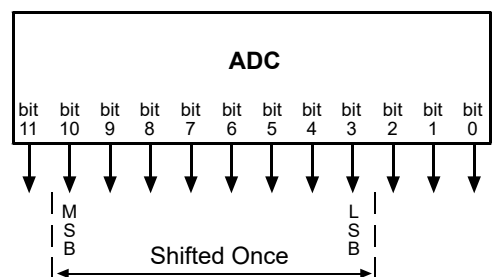 ADC
bit bit bit bit bit bit bit bit bit bit bit bit
11 10 9 8 7 6 5 4 3 2 1 0
M L
S S
B B
Shifted Once